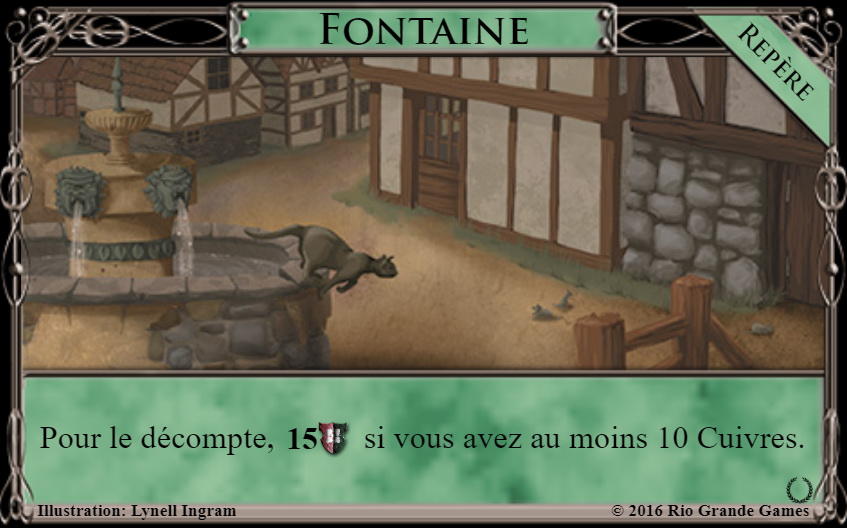 FONTAINE
REPÈRE
Pour le décompte, 15 si vous avez au moins 10 Cuivres.
Illustration: Lynell Ingram © 2016 Rio Grande Games